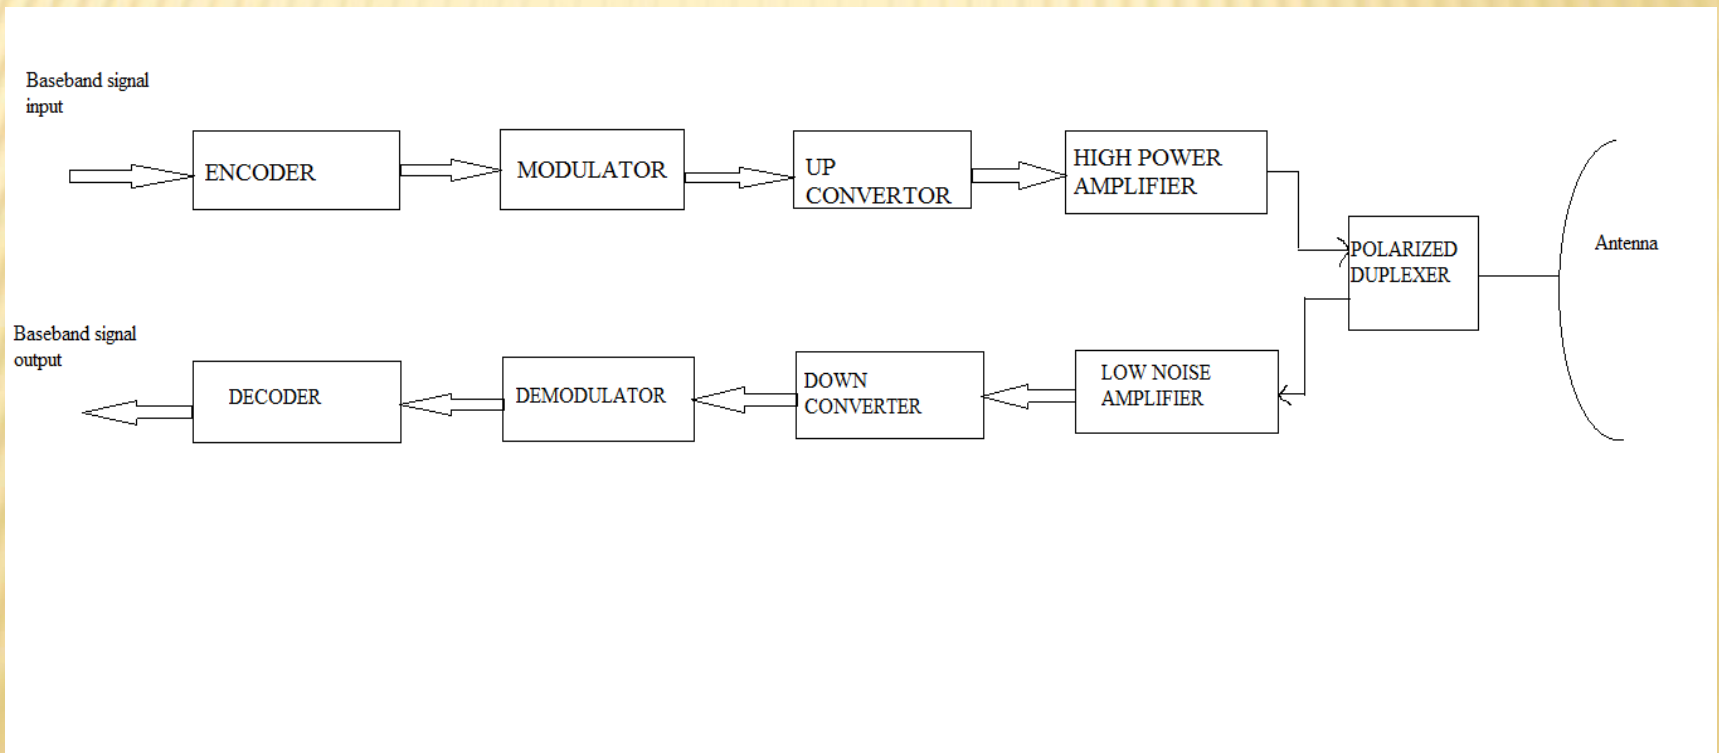 Baseband signal
input
ENCODER
MODULATOR
UP
CONVERTOR
HIGH POWER
AMPLIFIER
POLARIZED
DUPLEXER
Antenna
Baseband signal
output
DECODER
DEMODULATOR
DOWN
CONVERTER
LOW NOISE
AMPLIFIER